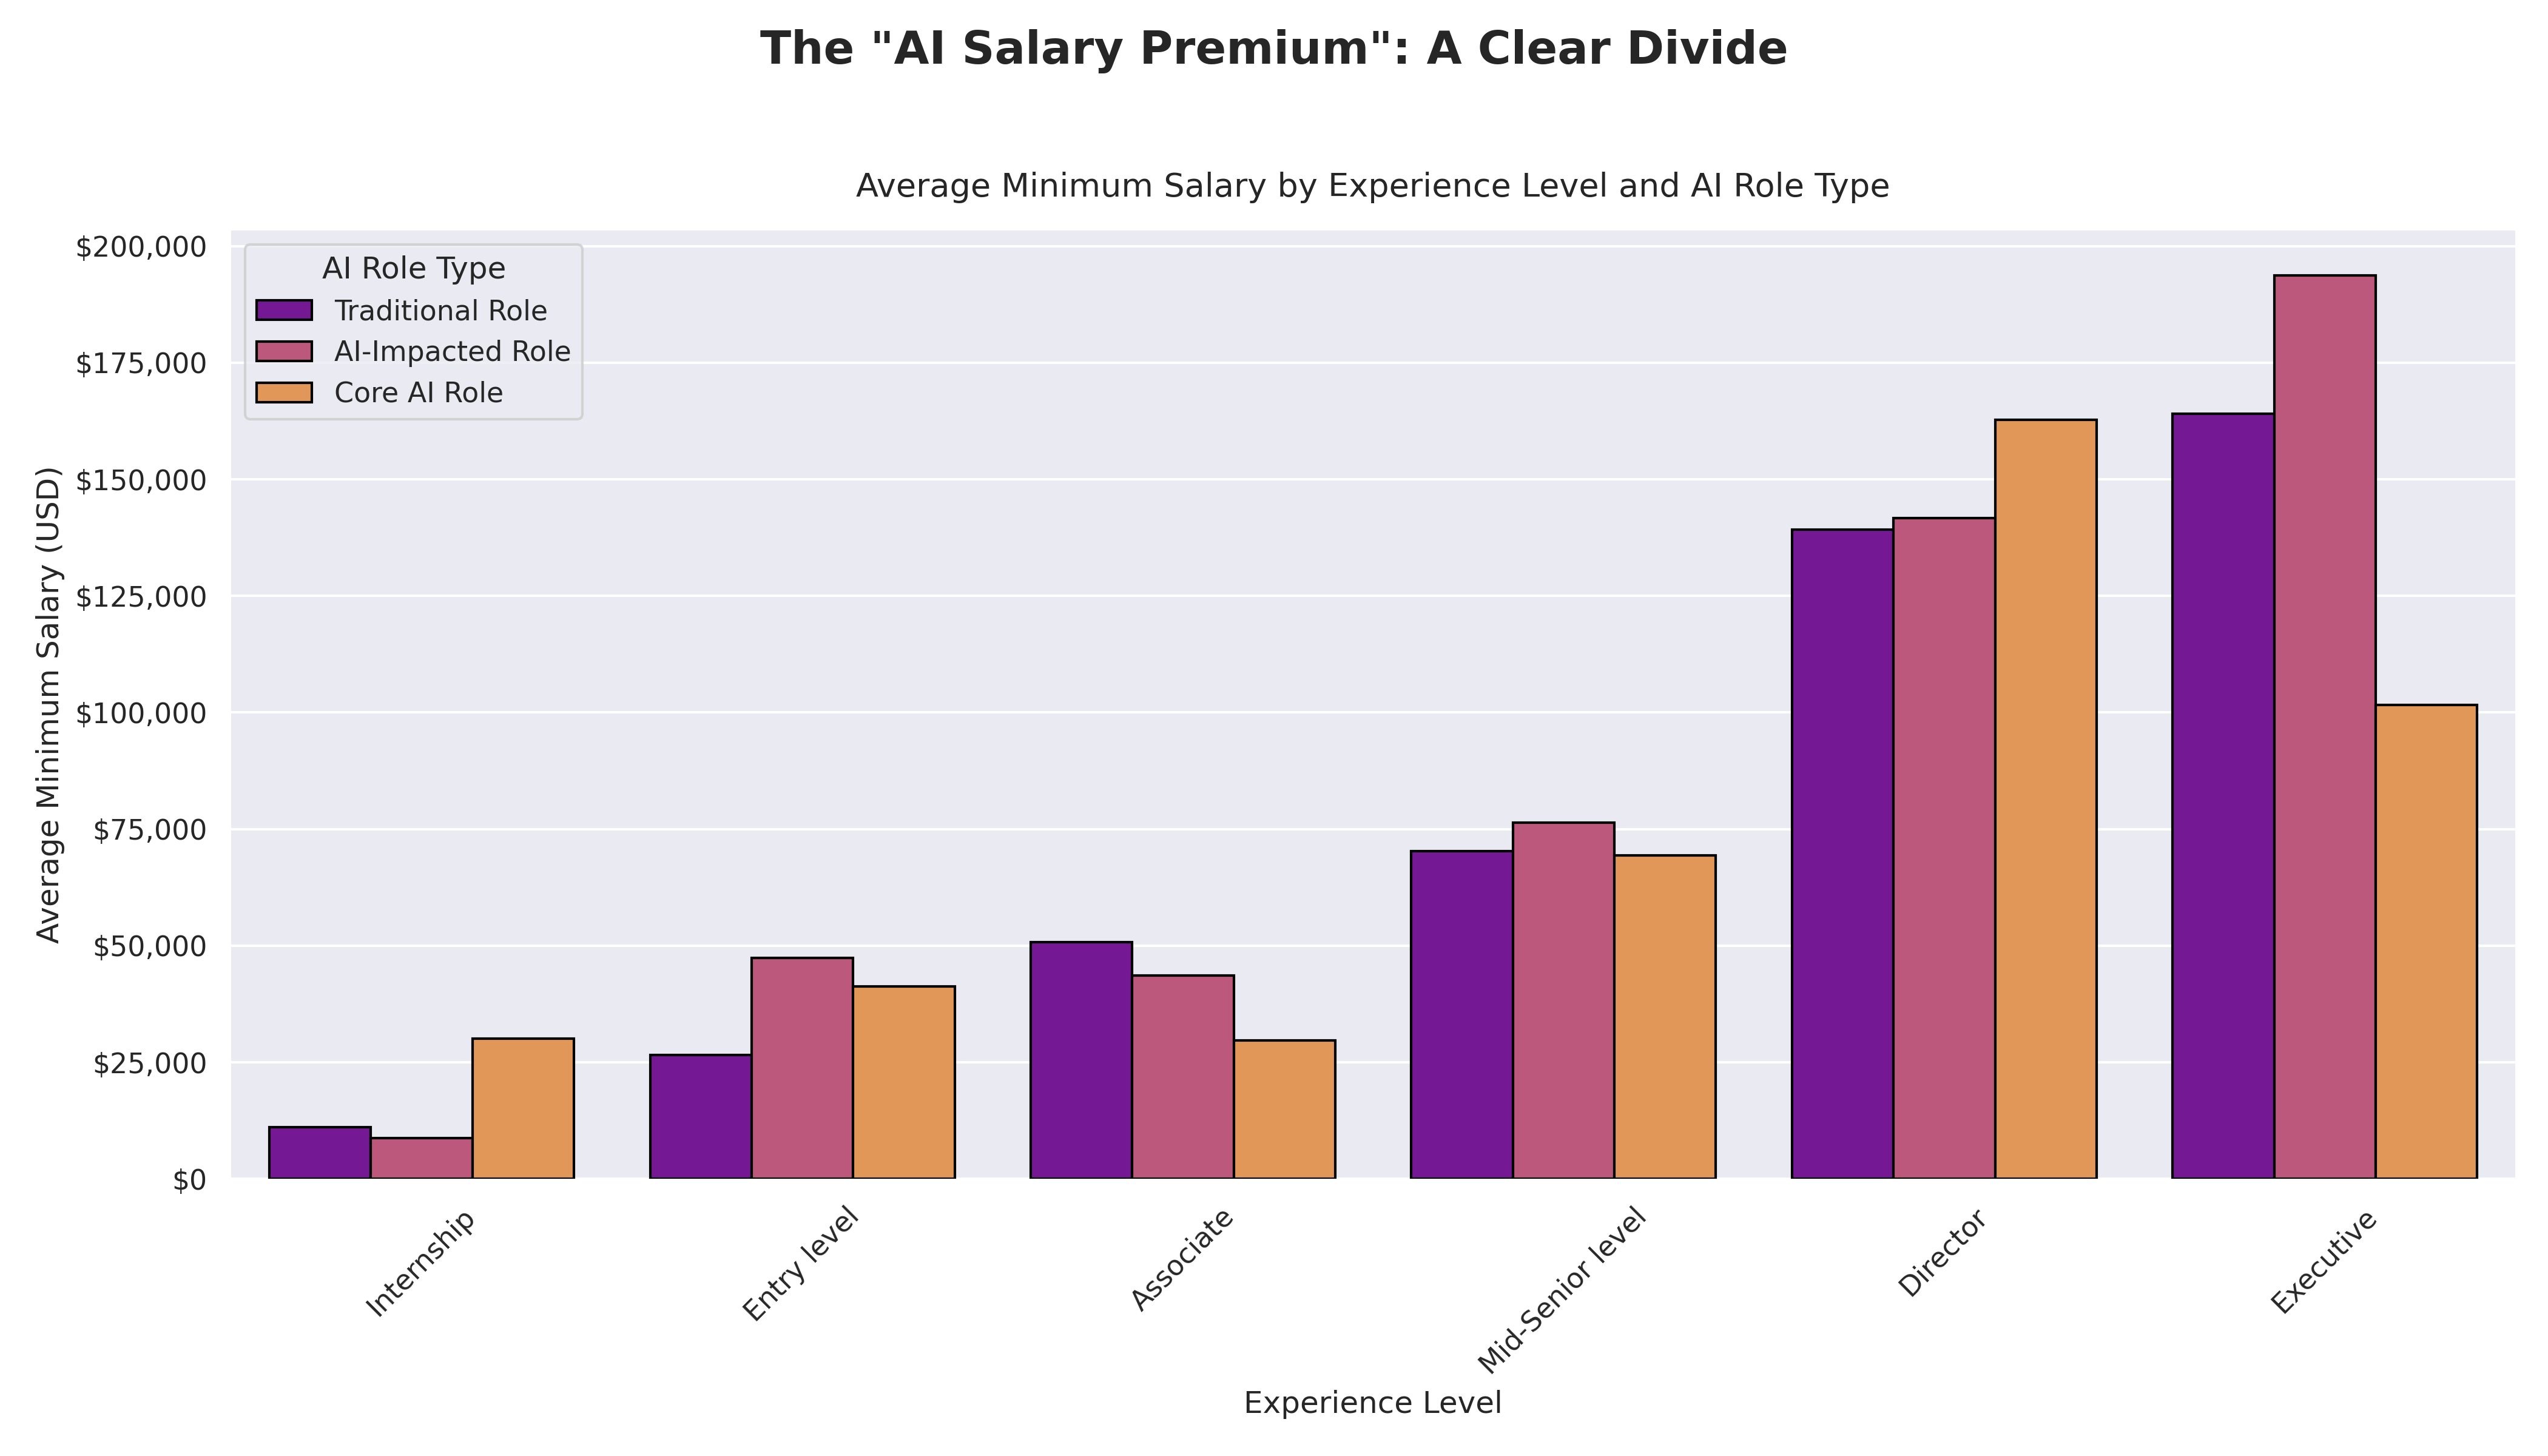 The "AI Salary Premium": A Clear Divide
Average Minimum Salary by Experience Level and AI Role Type
AI Role Type
Traditional Role
AI-Impacted Role
Core AI Role
Average Minimum Salary (USD)
$200,000
$175,000
$150,000
$125,000
$100,000
$75,000
$50,000
$25,000
$0
Internship
Entry level
Associate
Mid-Senior level
Director
Executive
Experience Level